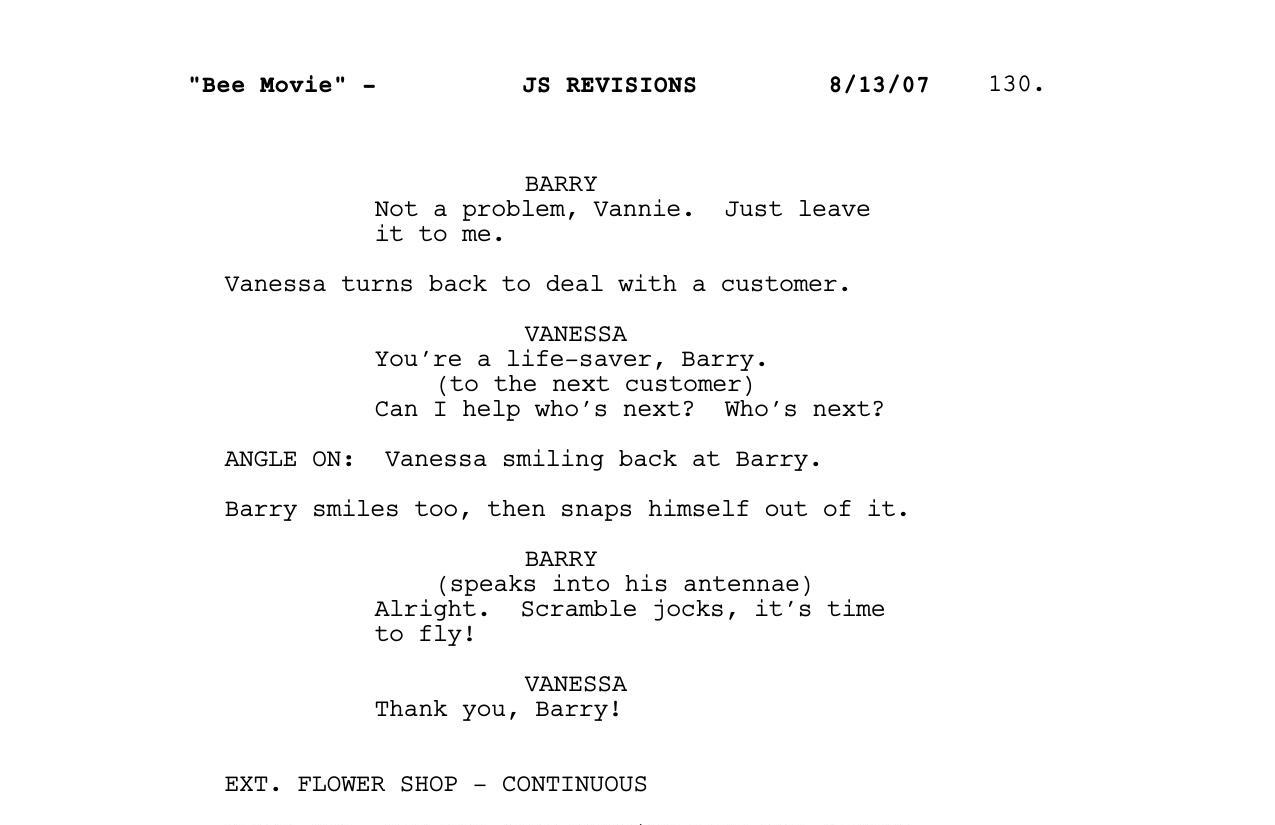 "Bee Movie" - JS REVISIONS 8/13/07 130.
BARRY
Not a problem, Vannie.  Just leave
it to me.
Vanessa turns back to deal with a customer.
VANESSA
You're a life-saver, Barry.
(to the next customer)
Can I help who's next?  Who's next?
ANGLE ON:  Vanessa smiling back at Barry.
Barry smiles too, then snaps himself out of it.
BARRY
(speaks into his antennae)
Alright.  Scramble jocks, it's time
to fly!
VANESSA
Thank you, Barry!
EXT. FLOWER SHOP - CONTINUOUS